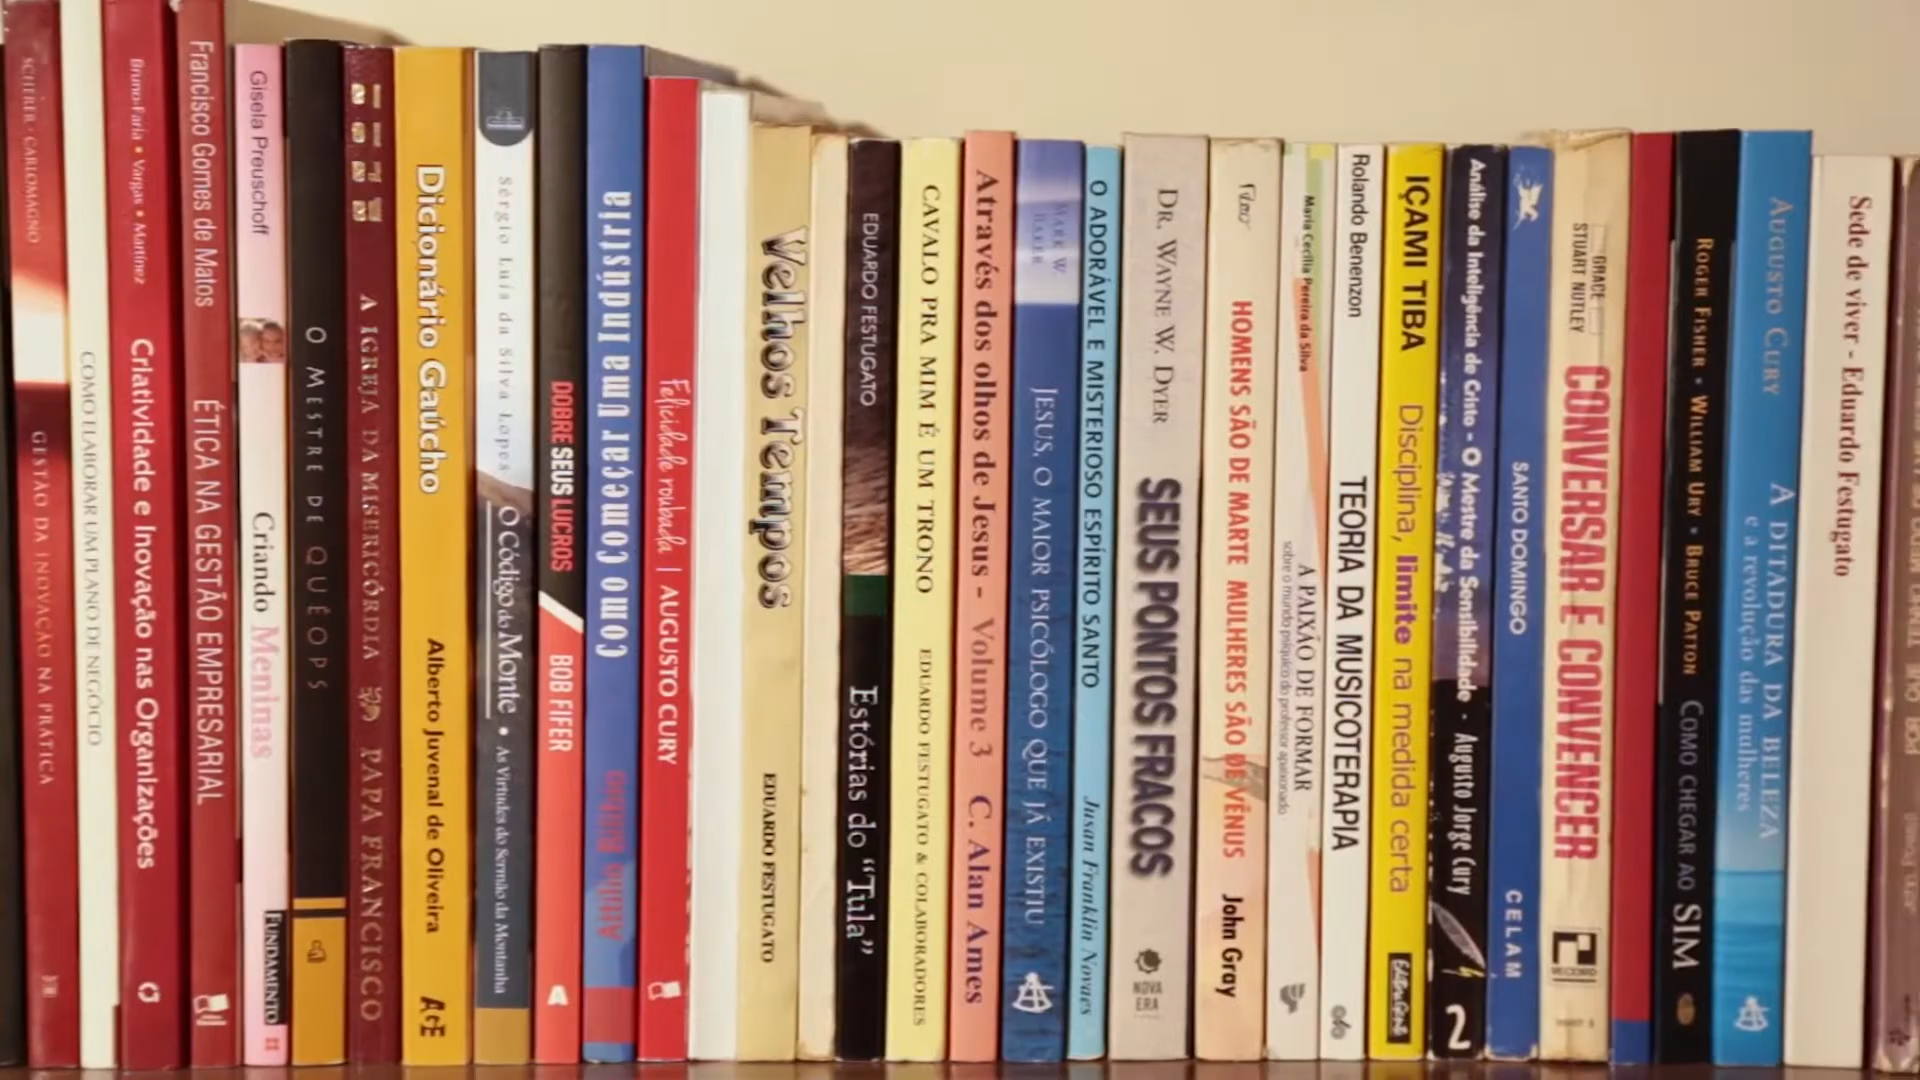 SCHERER · CARLOMAGNO
GESTÃO DA INOVAÇÃO NA PRÁTICA
COMO ELABORAR UM PLANO DE NEGÓCIO
Bruno-Faria • Vargas • Martínez
Criatividade e Inovação nas Organizações
Francisco Gomes de Matos
ÉTICA NA GESTÃO EMPRESARIAL
Gisela Preuschoff
Criando Meninas
FUNDAMENTO
O MESTRE DE QUÉOPS
A IGREJA DA MISERICÓRDIA
PAPA FRANCISCO
Dicionário Gaúcho
Alberto Juvenal de Oliveira
AGE
Sérgio Luís da Silva Lopes
O Código do Monte • As Virtudes do Sermão da Montanha
DOBRE SEUS LUCROS
BOB FIFER
Como Começar Uma Indústria
Felicidade roubada | AUGUSTO CURY
Velhos Tempos
EDUARDO FESTUGATO
EDUARDO FESTUGATO
Estórias do “Tula”
CAVALO PRA MIM É UM TRONO
EDUARDO FESTUGATO & COLABORADORES
Através dos olhos de Jesus - Volume 3
C. Alan Ames
MARK W.
BAKER
JESUS, O MAIOR PSICÓLOGO QUE JÁ EXISTIU
O ADORÁVEL E MISTERIOSO ESPÍRITO SANTO
Jusan Franklin Novaes
DR. WAYNE W. DYER
SEUS PONTOS FRACOS
NOVA
ERA
HOMENS SÃO DE MARTE MULHERES SÃO DE VÊNUS
John Gray
Maria Cecília Pereira da Silva
A PAIXÃO DE FORMAR
sobre o mundo psíquico do professor apaixonado
Rolando Benenzon
TEORIA DA MUSICOTERAPIA
IÇAMI TIBA
Disciplina, limite na medida certa
Análise da Inteligência de Cristo - O Mestre da Sensibilidade · Augusto Jorge Cury
2
SANTO DOMINGO
CELAM
GRACE
STUART NUTLEY
CONVERSAR E CONVENCER
RECORD
ROGER FISHER • WILLIAM URY • BRUCE PATTON
COMO CHEGAR AO SIM
AUGUSTO CURY
A DITADURA DA BELEZA
e a revolução das mulheres
Sede de viver - Eduardo Festugato